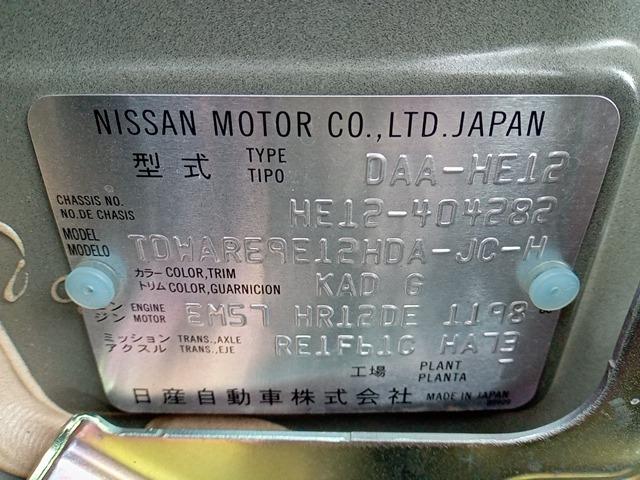 NISSAN MOTOR CO.,LTD.JAPAN
型式 TYPE TIPO DAA-HE12
CHASSIS NO. NO.DE CHASIS HE12-404282
MODEL MODELO TDWARE9E12HDA-JC-H
カラー COLOR,TRIM
トリム COLOR,GUARNICION KAD G
ENGINE
ジン MOTOR EM57 HR12DE 1198
ミッション TRANS.,AXLE
アクスル TRANS.,EJE RE1F61C HA73
工場 PLANT PLANTA -
日産自動車株式会社 MADE IN JAPAN